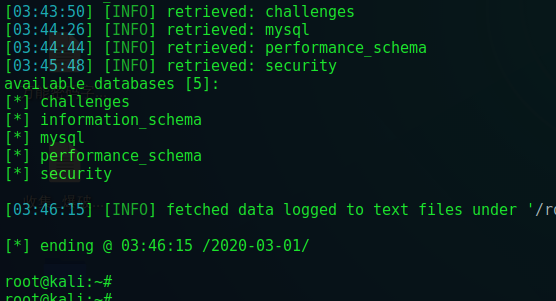 [03:43:50] [INFO] retrieved: challenges
[03:44:26] [INFO] retrieved: mysql
[03:44:44] [INFO] retrieved: performance_schema
[03:45:48] [INFO] retrieved: security
available databases [5]:
[*] challenges
[*] information_schema
[*] mysql
[*] performance_schema
[*] security
[03:46:15] [INFO] fetched data logged to text files under '/ro
[*] ending @ 03:46:15 /2020-03-01/
root@kali:~#
root@kali:~#